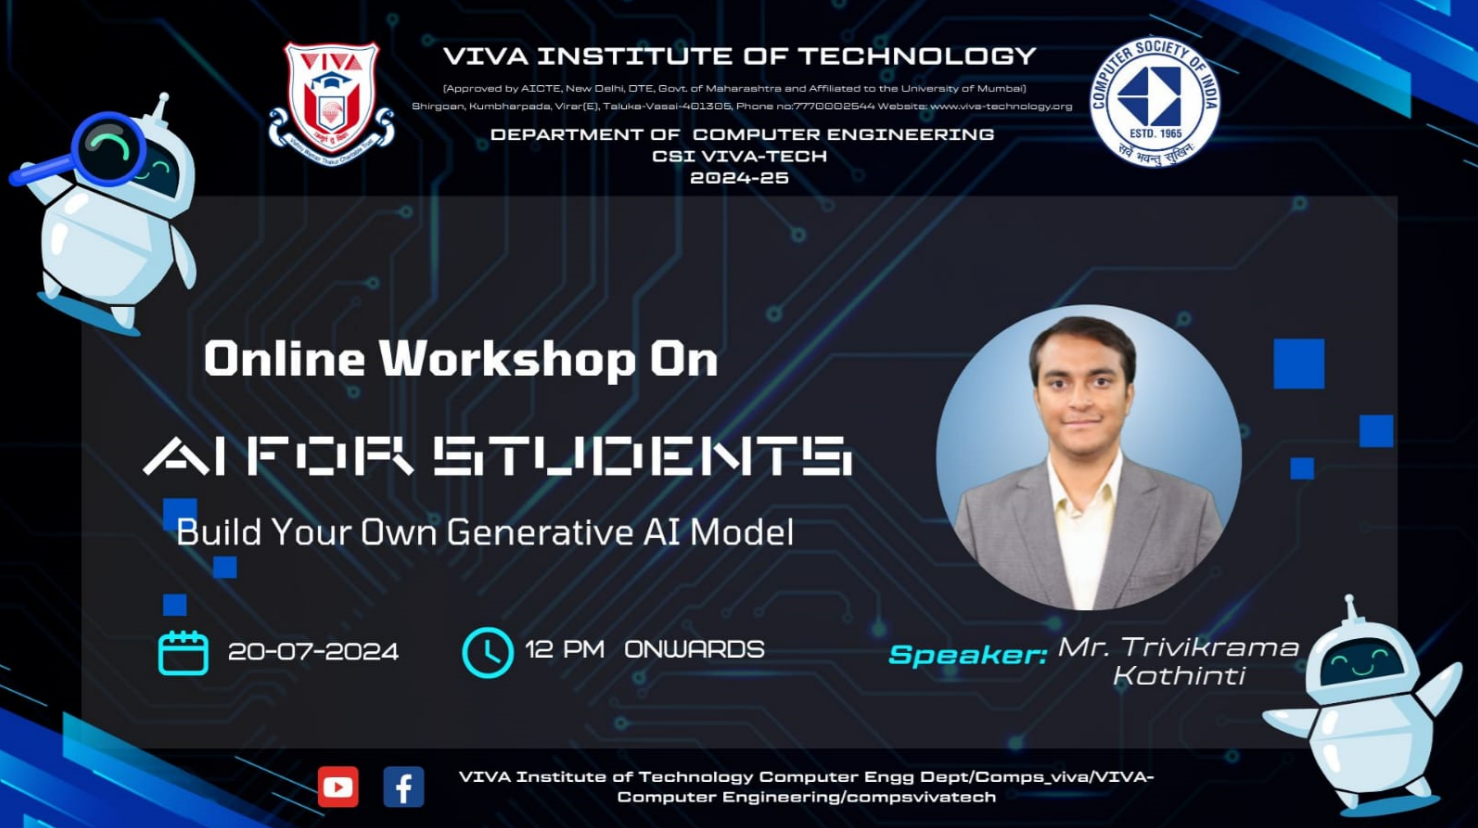 VIVA
VIVA INSTITUTE OF TECHNOLOGY
(Approved by AICTE, New Delhi, DTE, Govt. of Maharashtra and Affiliated to the University of Mumbai)
Shirgoan, Kumbharpada, Virar(E), Taluka-Vasai-401305, Phone no:7770002544 Website: www.viva-technology.org
DEPARTMENT OF COMPUTER ENGINEERING
CSI VIVA-TECH
2024-25
COMPUTER SOCIETY OF INDIA
ESTD. 1965
सर्वे भवन्तु सुखिनः
Online Workshop On
AI FOR STUDENTS
Build Your Own Generative AI Model
20-07-2024
12 PM ONWARDS
Speaker: Mr. Trivikrama
Kothinti
VIVA Institute of Technology Computer Engg Dept/Comps_viva/VIVA-
Computer Engineering/compsvivatech